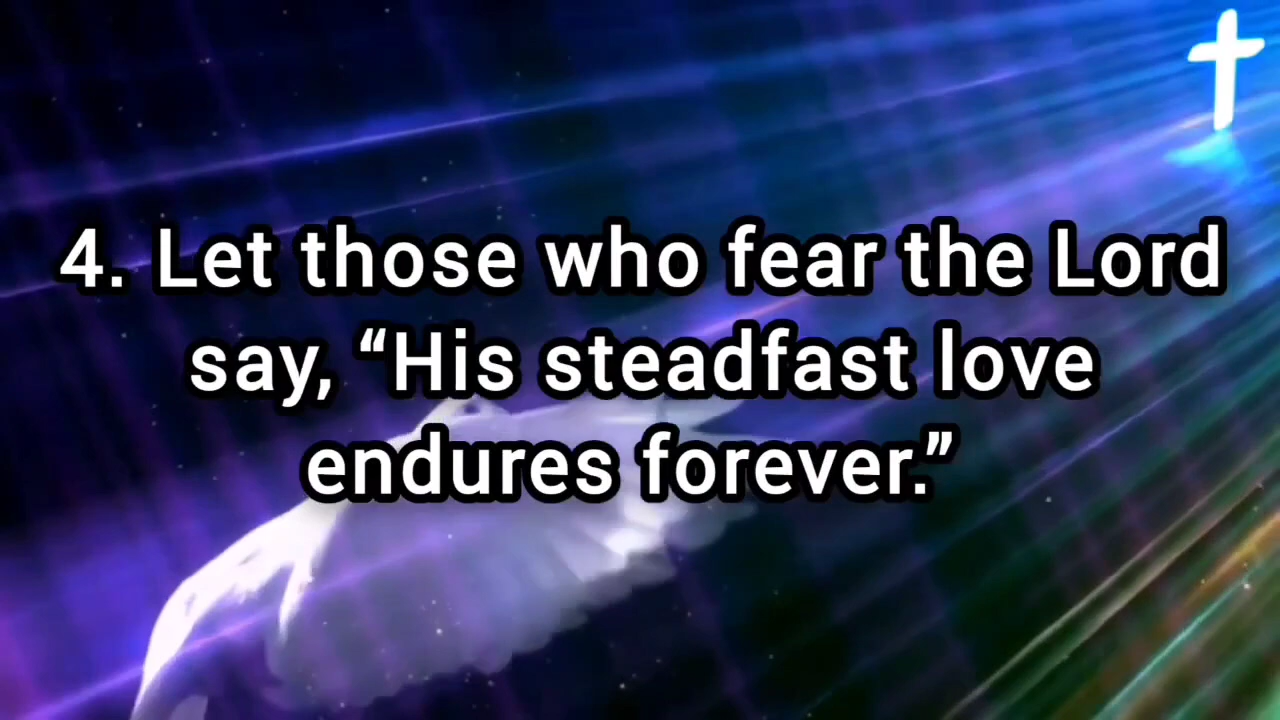 4. Let those who fear the Lord
say, “His steadfast love
endures forever.”